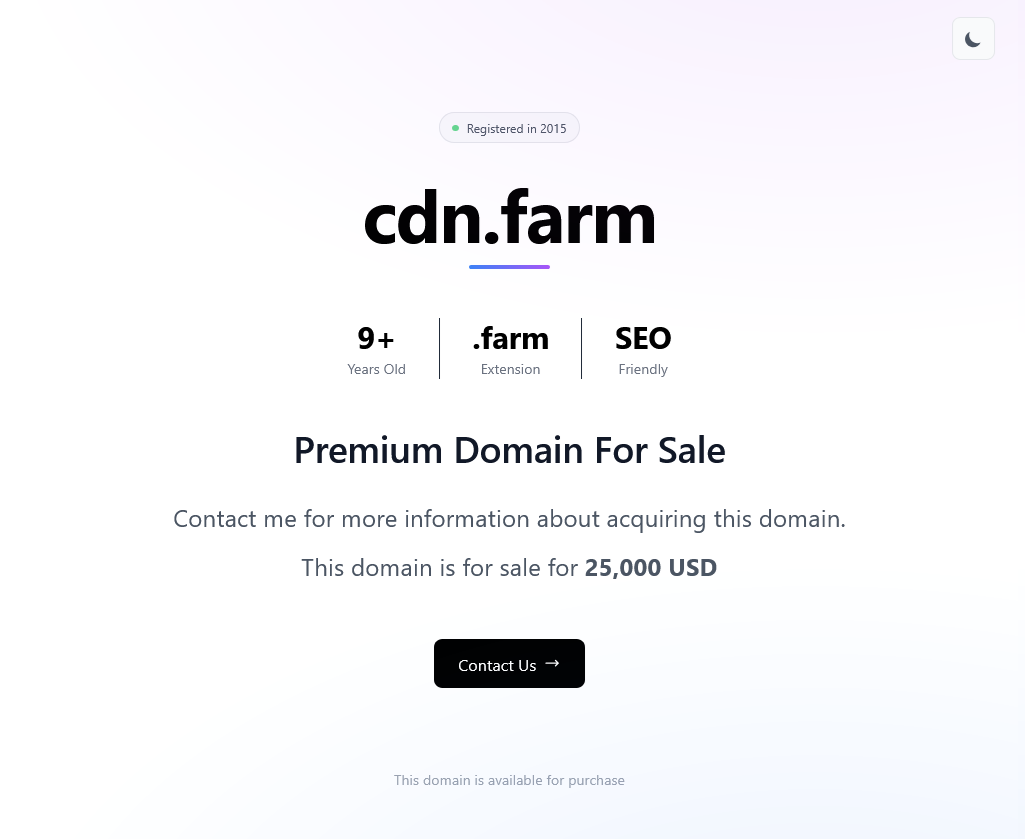 Registered in 2015
cdn.farm
9+
Years Old
.farm
Extension
SEO
Friendly
Premium Domain For Sale
Contact me for more information about acquiring this domain.
This domain is for sale for 25,000 USD
Contact Us →
This domain is available for purchase